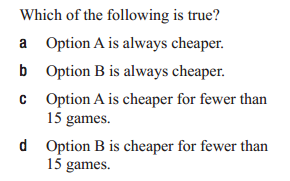 Which of the following is true?
a Option A is always cheaper.
b Option B is always cheaper.
c Option A is cheaper for fewer than
15 games.
d Option B is cheaper for fewer than
15 games.